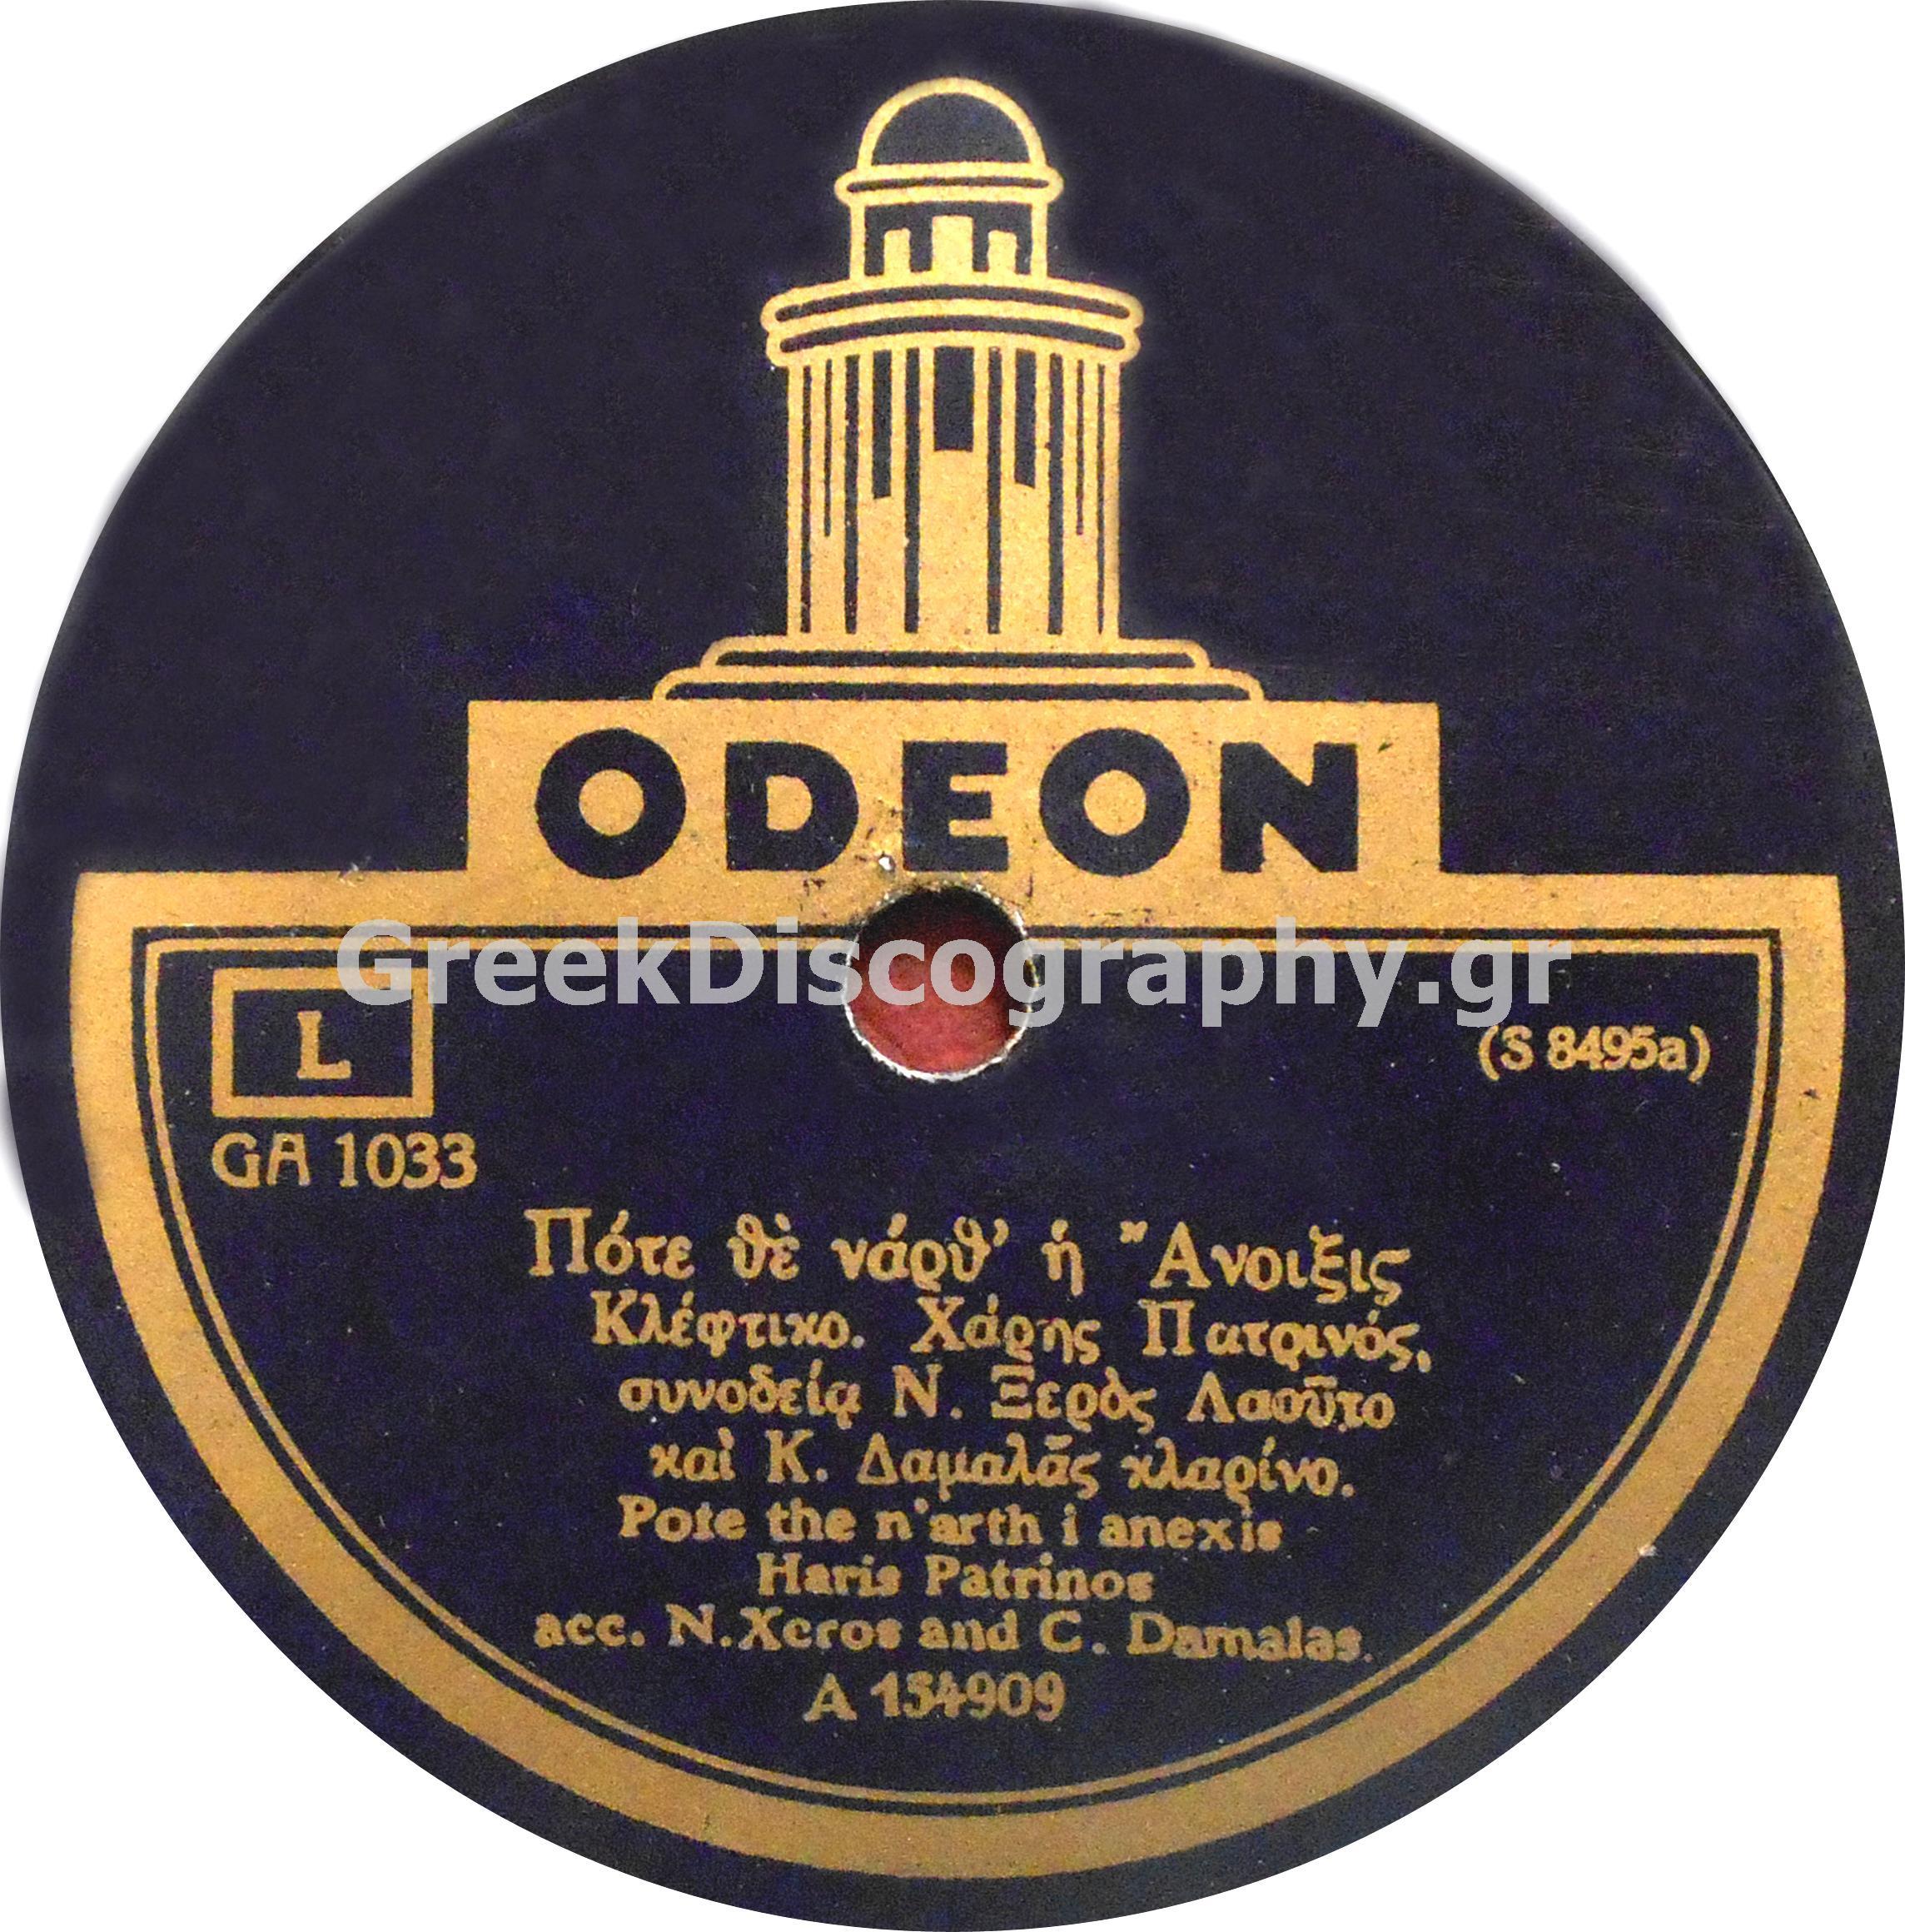 ODEON
GreekDiscography.gr
L
(S 8495a)
GA 1033
Πότε θὲ νάρθ' ἡ Ἄνοιξις
Κλέφτικο. Χάρης Πατρινός,
συνοδείᾳ Ν. Ξερὸς Λαοῦτο
καὶ Κ. Δαμαλᾶς κλαρίνο.
Pote the n'arth i anexis
Haris Patrinos
acc. N. Xeros and C. Damalas.
A 154909